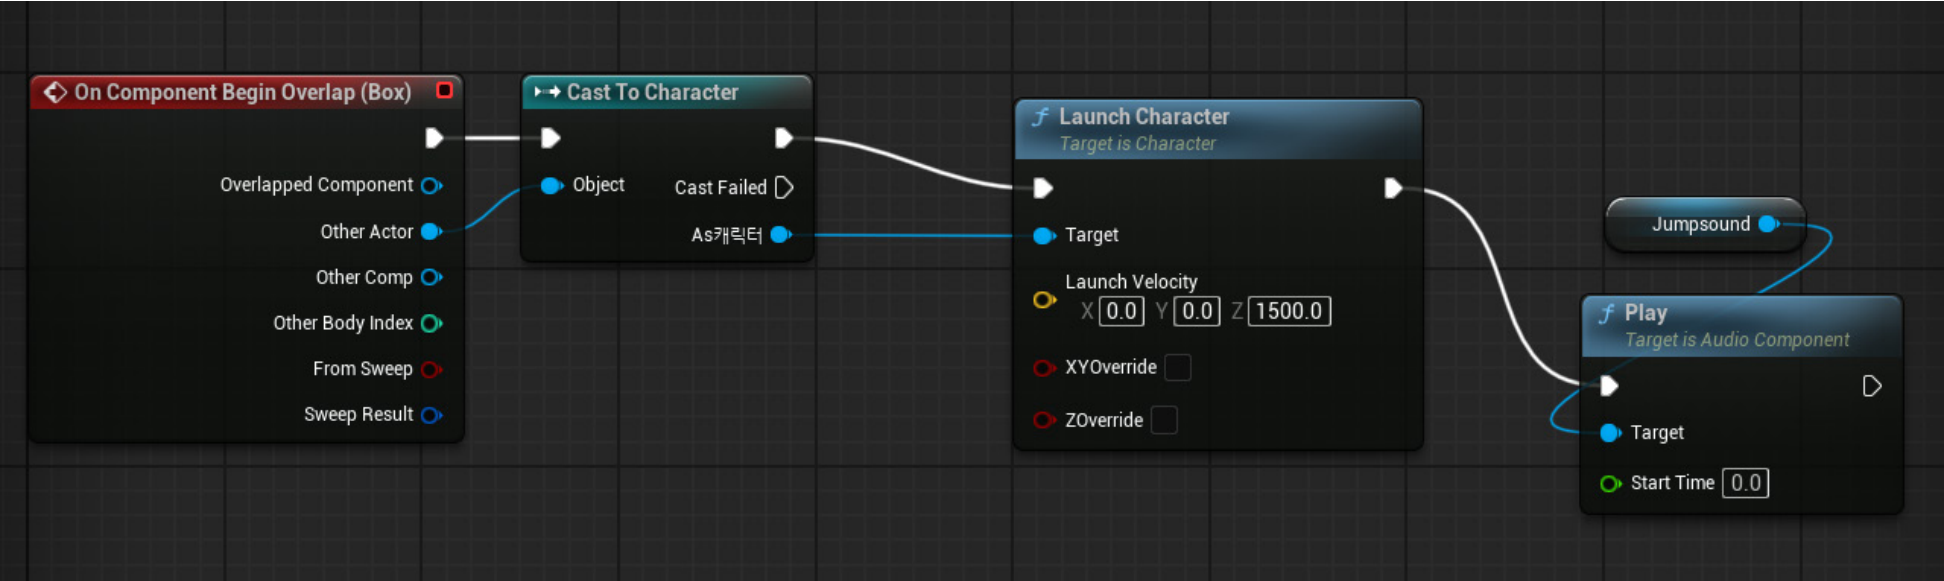 On Component Begin Overlap (Box)
Overlapped Component
Other Actor
Other Comp
Other Body Index
From Sweep
Sweep Result
Cast To Character
Object
Cast Failed
As캐릭터
f Launch Character
Target is Character
Target
Launch Velocity
X 0.0 Y 0.0 Z 1500.0
XYOverride
ZOverride
Jumpsound
f Play
Target is Audio Component
Target
Start Time 0.0